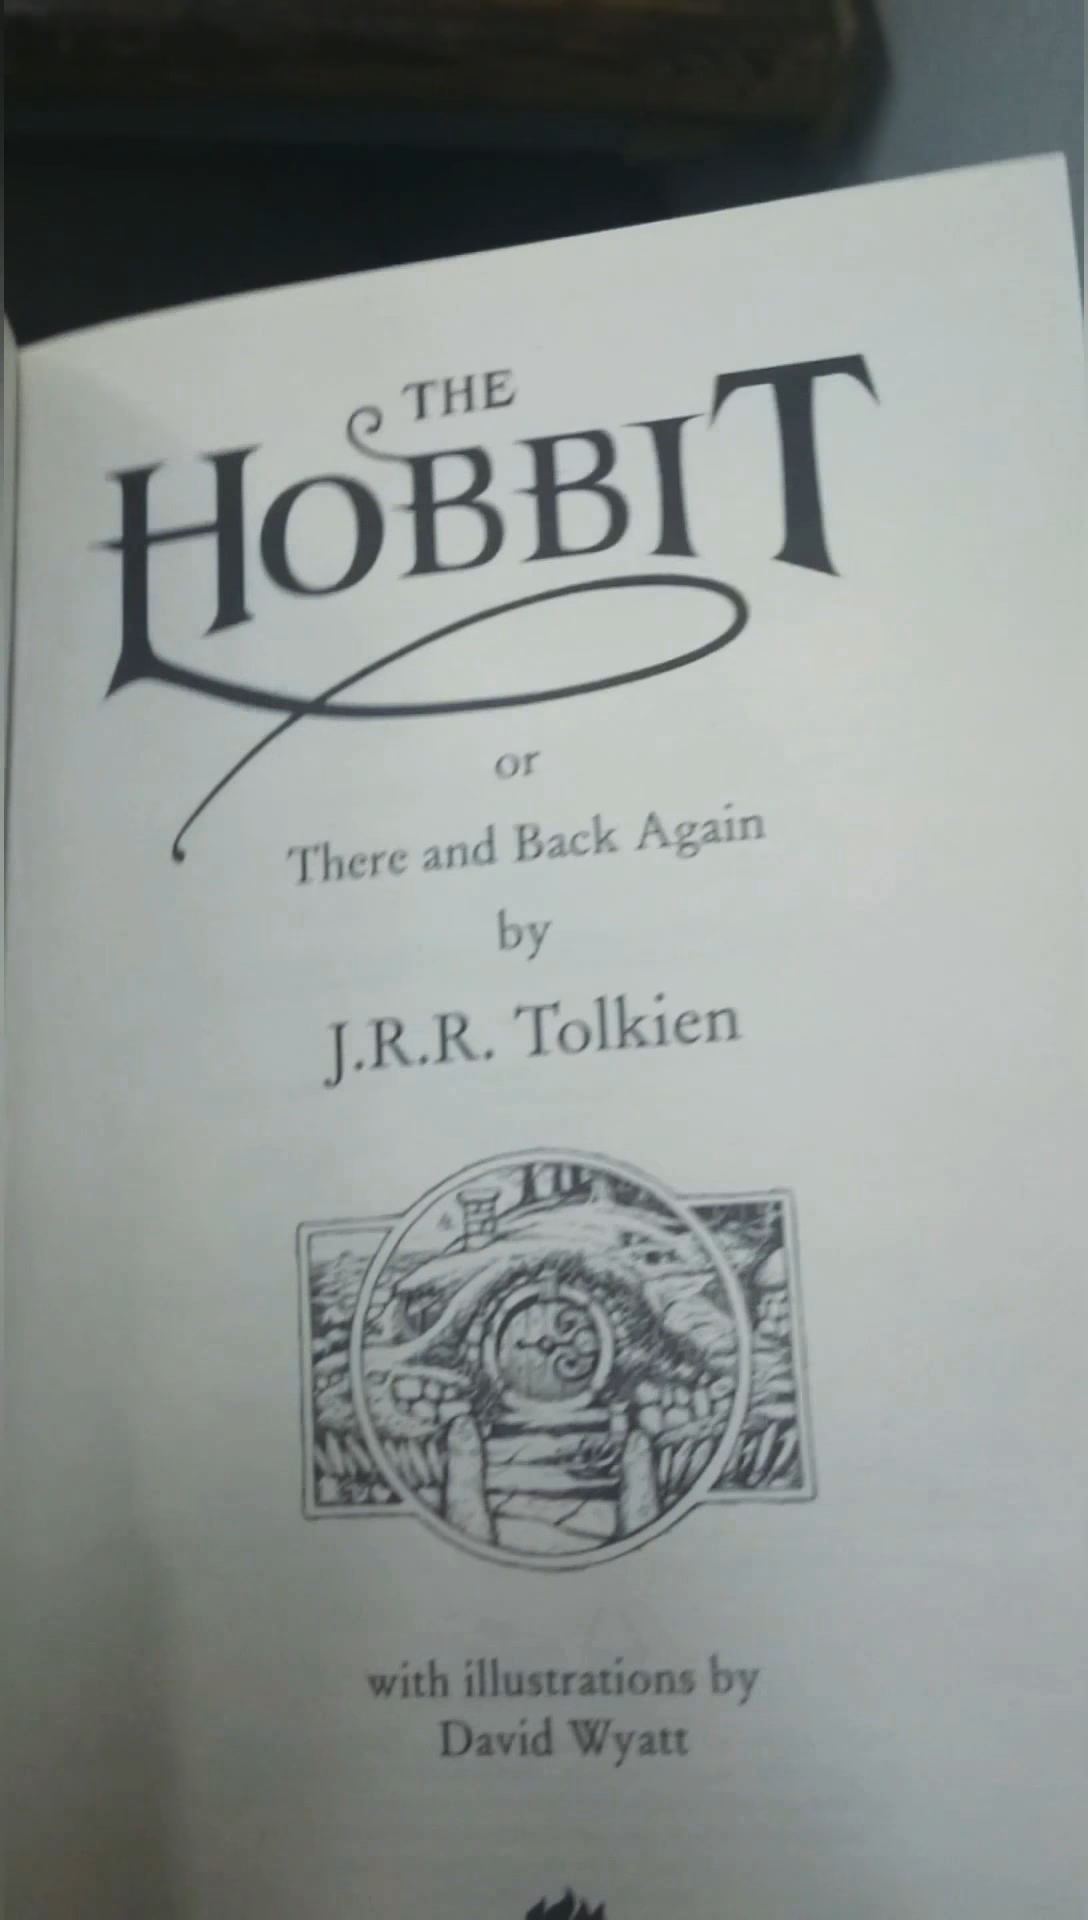 THE
HOBBIT
or
There and Back Again
by
J.R.R. Tolkien
with illustrations by
David Wyatt